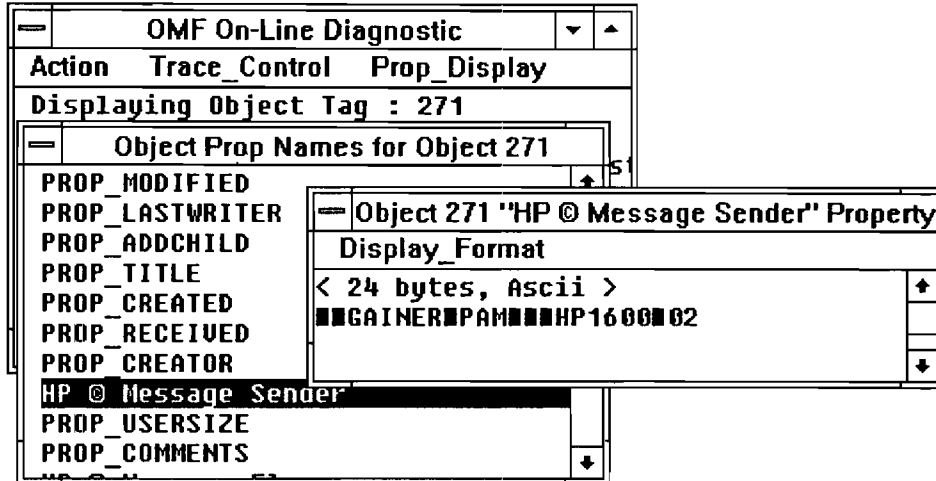 OMF On-Line Diagnostic
Action Trace_Control Prop_Display
Displaying Object Tag : 271
Object Prop Names for Object 271
PROP_MODIFIED
PROP_LASTWRITER
PROP_ADDCHILD
PROP_TITLE
PROP_CREATED
PROP_RECEIVED
PROP_CREATOR
HP © Message Sender
PROP_USERSIZE
PROP_COMMENTS
Object 271 "HP © Message Sender" Property
Display_Format
< 24 bytes, Ascii >
■■GAINER■PAM■■■HP1600■02